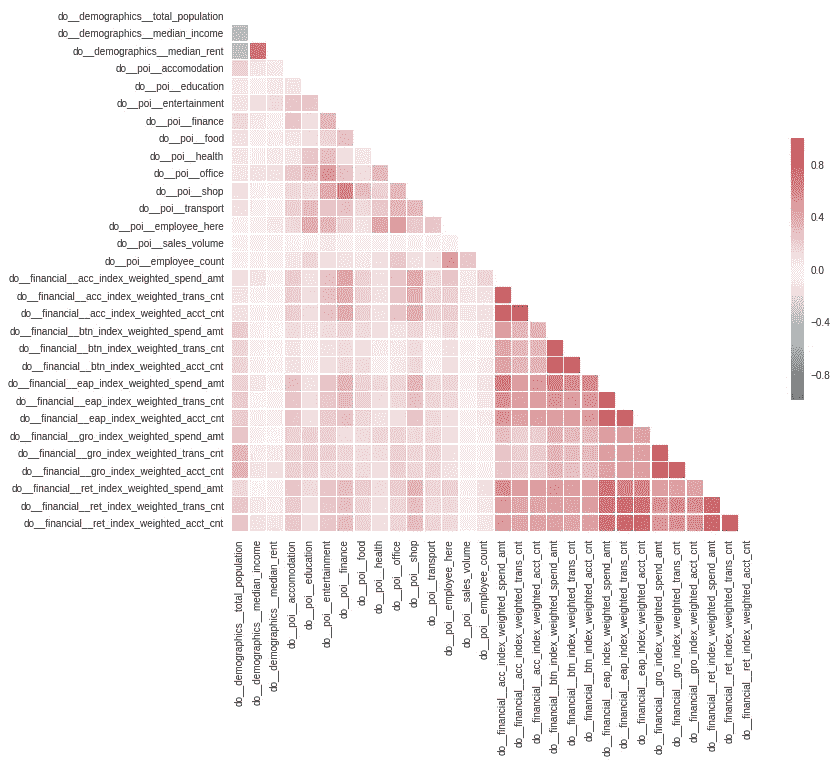 do__demographics__total_population
do__demographics__median_income
do__demographics__median_rent
do__poi__accomodation
do__poi__education
do__poi__entertainment
do__poi__finance
do__poi__food
do__poi__health
do__poi__office
do__poi__shop
do__poi__transport
do__poi__employee_here
do__poi__sales_volume
do__poi__employee_count
do__financial__acc_index_weighted_spend_amt
do__financial__acc_index_weighted_trans_cnt
do__financial__acc_index_weighted_acct_cnt
do__financial__btn_index_weighted_spend_amt
do__financial__btn_index_weighted_trans_cnt
do__financial__btn_index_weighted_acct_cnt
do__financial__eap_index_weighted_spend_amt
do__financial__eap_index_weighted_trans_cnt
do__financial__eap_index_weighted_acct_cnt
do__financial__gro_index_weighted_spend_amt
do__financial__gro_index_weighted_trans_cnt
do__financial__gro_index_weighted_acct_cnt
do__financial__ret_index_weighted_spend_amt
do__financial__ret_index_weighted_trans_cnt
do__financial__ret_index_weighted_acct_cnt
0.8
0.4
0.0
−0.4
−0.8
do__demographics__total_population
do__demographics__median_income
do__demographics__median_rent
do__poi__accomodation
do__poi__education
do__poi__entertainment
do__poi__finance
do__poi__food
do__poi__health
do__poi__office
do__poi__shop
do__poi__transport
do__poi__employee_here
do__poi__sales_volume
do__poi__employee_count
do__financial__acc_index_weighted_spend_amt
do__financial__acc_index_weighted_trans_cnt
do__financial__acc_index_weighted_acct_cnt
do__financial__btn_index_weighted_spend_amt
do__financial__btn_index_weighted_trans_cnt
do__financial__btn_index_weighted_acct_cnt
do__financial__eap_index_weighted_spend_amt
do__financial__eap_index_weighted_trans_cnt
do__financial__eap_index_weighted_acct_cnt
do__financial__gro_index_weighted_spend_amt
do__financial__gro_index_weighted_trans_cnt
do__financial__gro_index_weighted_acct_cnt
do__financial__ret_index_weighted_spend_amt
do__financial__ret_index_weighted_trans_cnt
do__financial__ret_index_weighted_acct_cnt